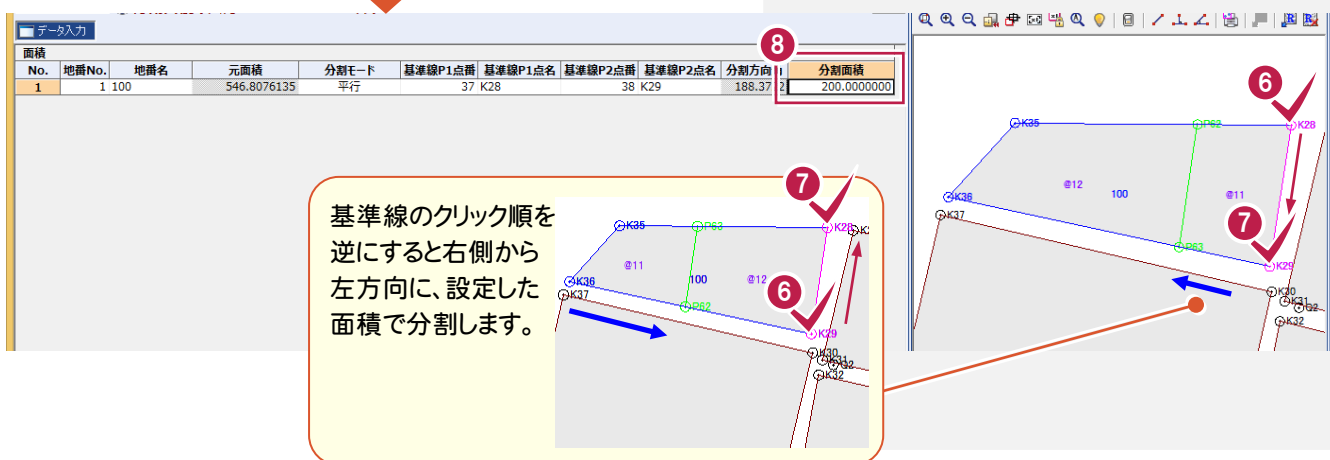 データ入力
面積
No. 地番No. 地番名 元面積 分割モード 基準線P1点番 基準線P1点名 基準線P2点番 基準線P2点名 分割方向 分割面積
1 1 100 546.8076135 平行 37 K28 38 K29 188.37 2 200.0000000
8
6
K35
P62
K28
@12
100
@11
K36
K37
7
P63
K29
K30
K31
Q2
K32
基準線のクリック順を
逆にすると右側から
左方向に、設定した
面積で分割します。
7
K35
P63
K28
@11
100
@12
K36
K37
6
P62
K29
K30
K31
Q2
K32